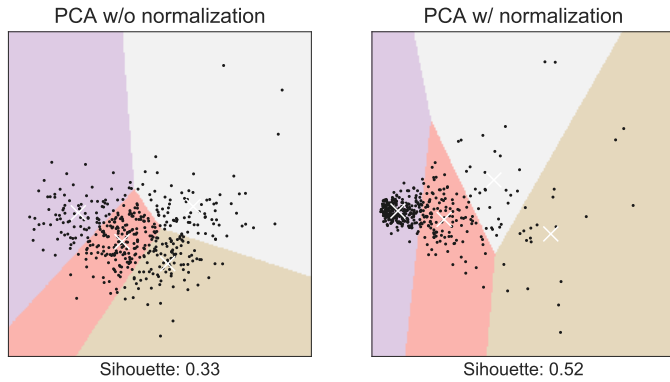 PCA w/o normalization
PCA w/ normalization
Sihouette: 0.33
Sihouette: 0.52